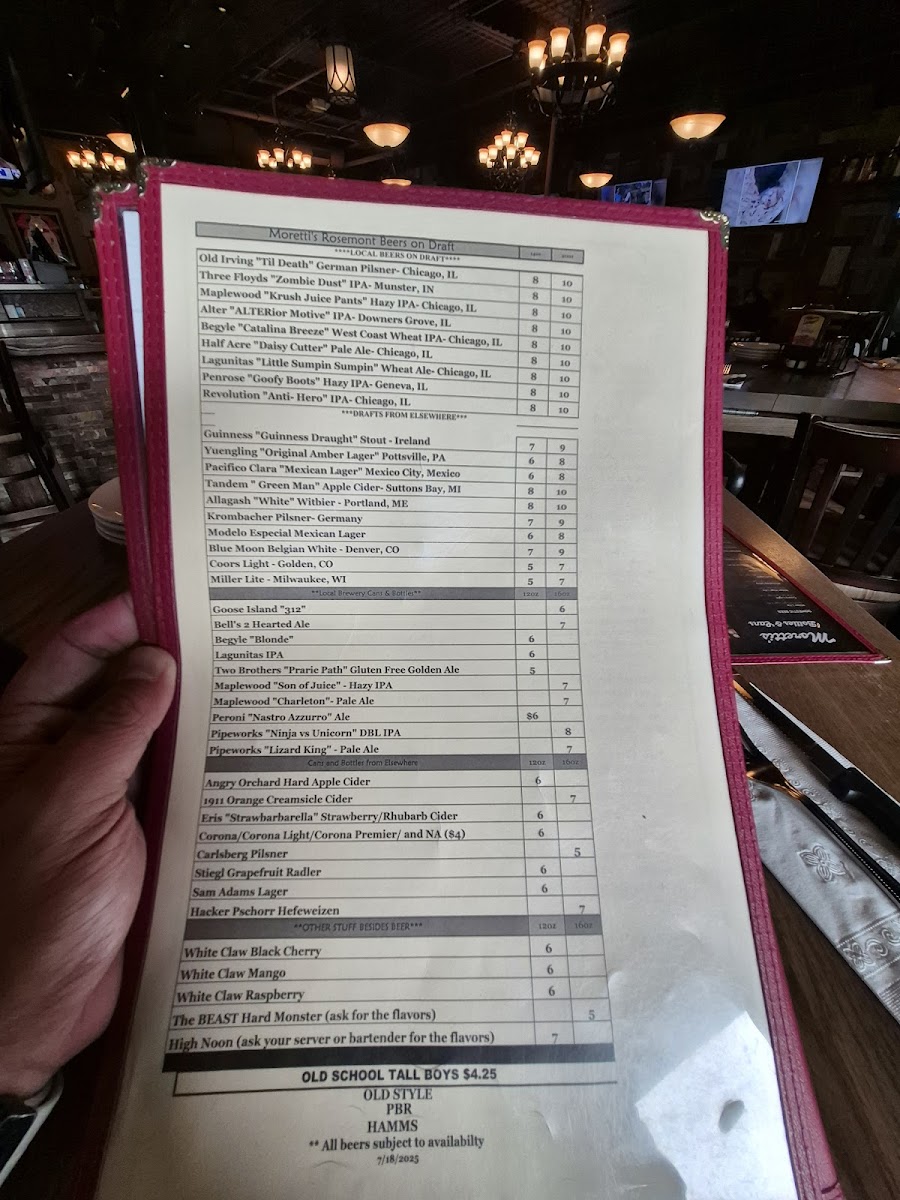 Moretti's Rosemont Beers on Draft
****LOCAL BEERS ON DRAFT****
Old Irving "Til Death" German Pilsner- Chicago, IL 8 10
Three Floyds "Zombie Dust" IPA- Munster, IN 8 10
Maplewood "Krush Juice Pants" Hazy IPA- Chicago, IL 8 10
Alter "ALTERior Motive" IPA- Downers Grove, IL 8 10
Begyle "Catalina Breeze" West Coast Wheat IPA- Chicago, IL 8 10
Half Acre "Daisy Cutter" Pale Ale- Chicago, IL 8 10
Lagunitas "Little Sumpin Sumpin" Wheat Ale- Chicago, IL 8 10
Penrose "Goofy Boots" Hazy IPA- Geneva, IL 8 10
Revolution "Anti- Hero" IPA- Chicago, IL 8 10
***DRAFTS FROM ELSEWHERE***
Guinness "Guinness Draught" Stout - Ireland 7 9
Yuengling "Original Amber Lager" Pottsville, PA 6 8
Pacifico Clara "Mexican Lager" Mexico City, Mexico 6 8
Tandem " Green Man" Apple Cider- Suttons Bay, MI 8 10
Allagash "White" Witbier - Portland, ME 8 10
Krombacher Pilsner- Germany 7 9
Modelo Especial Mexican Lager 6 8
Blue Moon Belgian White - Denver, CO 7 9
Coors Light - Golden, CO 5 7
Miller Lite - Milwaukee, WI 5 7
**Local Brewery Cans & Bottles** 12oz 16oz
Goose Island "312" 6
Bell's 2 Hearted Ale 7
Begyle "Blonde" 6
Lagunitas IPA 6
Two Brothers "Prarie Path" Gluten Free Golden Ale 5
Maplewood "Son of Juice" - Hazy IPA 7
Maplewood "Charleton"- Pale Ale 7
Peroni "Nastro Azzurro" Ale $6
Pipeworks "Ninja vs Unicorn" DBL IPA 8
Pipeworks "Lizard King" - Pale Ale 7
Cans and Bottler from Elsewhere 12oz 16oz
Angry Orchard Hard Apple Cider 6
1911 Orange Creamsicle Cider 7
Eris "Strawbarbarella" Strawberry/Rhubarb Cider 6
Corona/Corona Light/Corona Premier/ and NA ($4) 6
Carlsberg Pilsner 5
Stiegl Grapefruit Radler 6
Sam Adams Lager 6
Hacker Pschorr Hefeweizen 7
**OTHER STUFF BESIDES BEER*** 12oz 16oz
White Claw Black Cherry 6
White Claw Mango 6
White Claw Raspberry 6
The BEAST Hard Monster (ask for the flavors) 5
High Noon (ask your server or bartender for the flavors) 7
OLD SCHOOL TALL BOYS $4.25
OLD STYLE
PBR
HAMMS
** All beers subject to availabilty
7/18/2025
Moretti's
Bottles & Cans